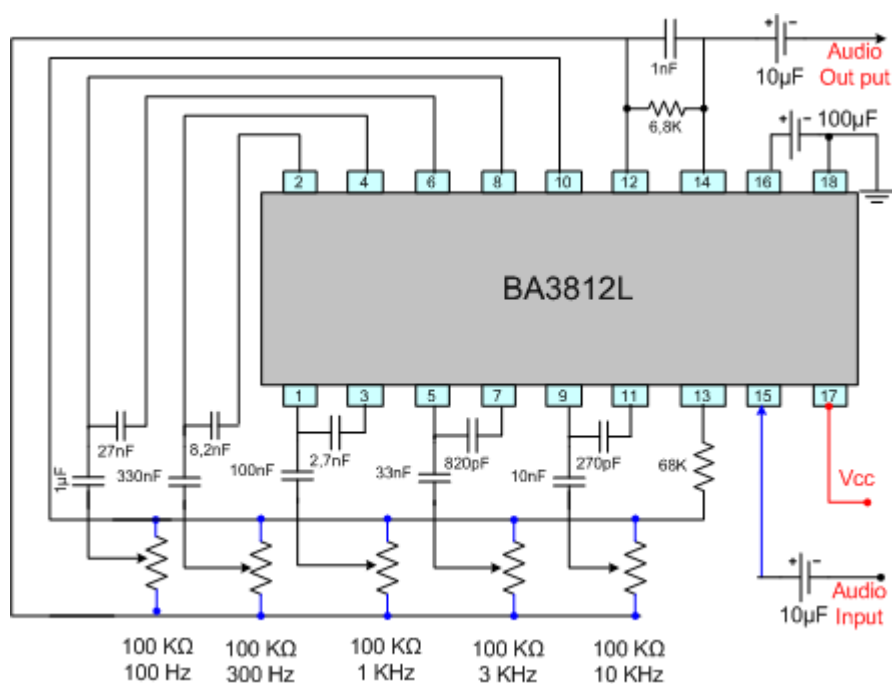 1nF
10µF
Audio
Out put
6,8K
100µF
2
4
6
8
10
12
14
16
18
BA3812L
1
3
5
7
9
11
13
15
17
27nF
8,2nF
1µF
330nF
100nF
2,7nF
33nF
820pF
10nF
270pF
68K
Vcc
10µF
Audio
Input
100 KΩ
100 Hz
100 KΩ
300 Hz
100 KΩ
1 KHz
100 KΩ
3 KHz
100 KΩ
10 KHz